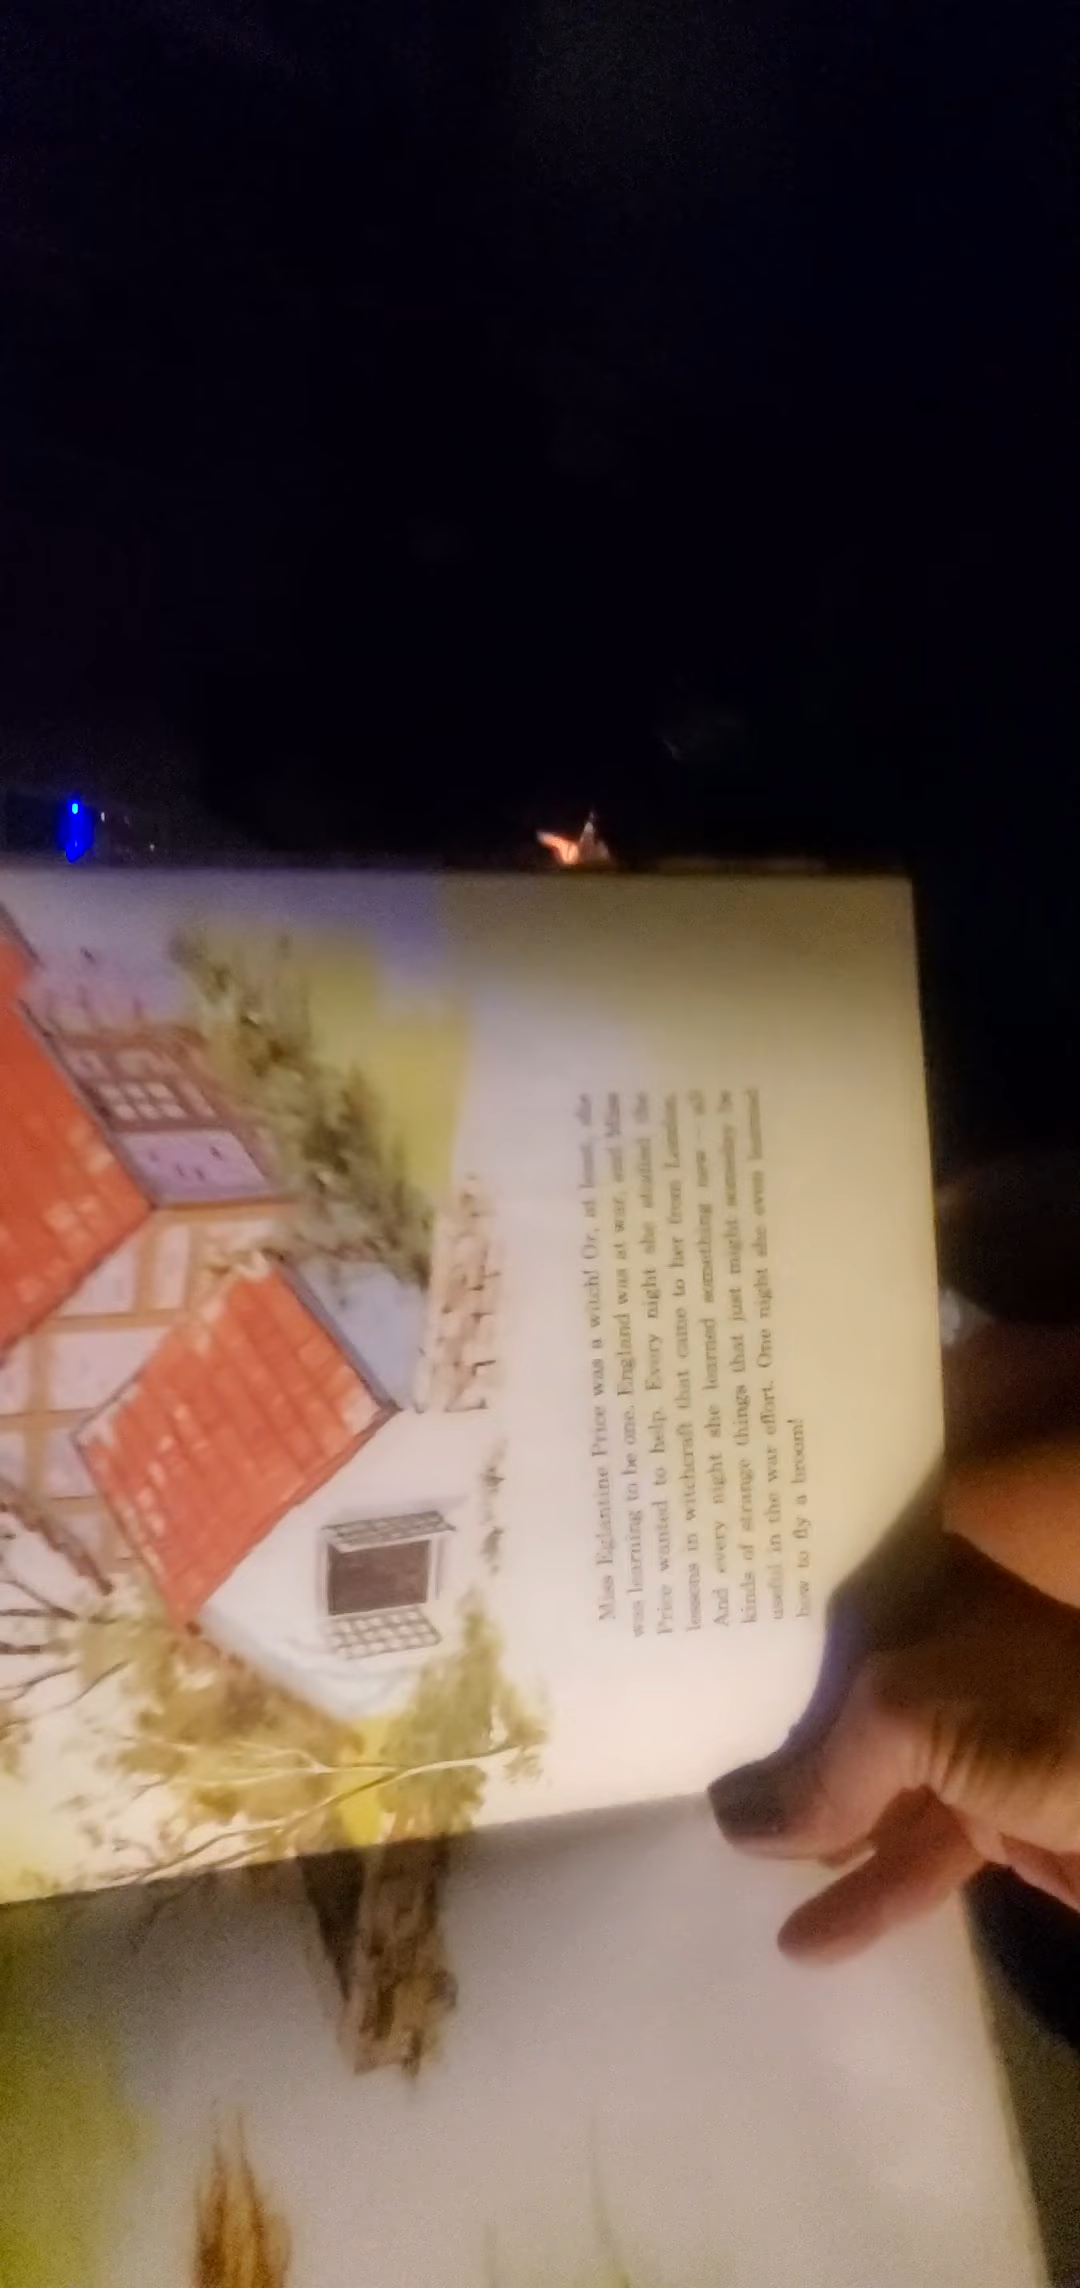 Miss Eglantine Price was a witch! Or, at least, she
was learning to be one. England was at war, and Miss
Price wanted to help. Every night she studied the
lessons in witchcraft that came to her from London.
And every night she learned something new—all
kinds of strange things that just might someday be
useful in the war effort. One night she even learned
how to fly a broom!